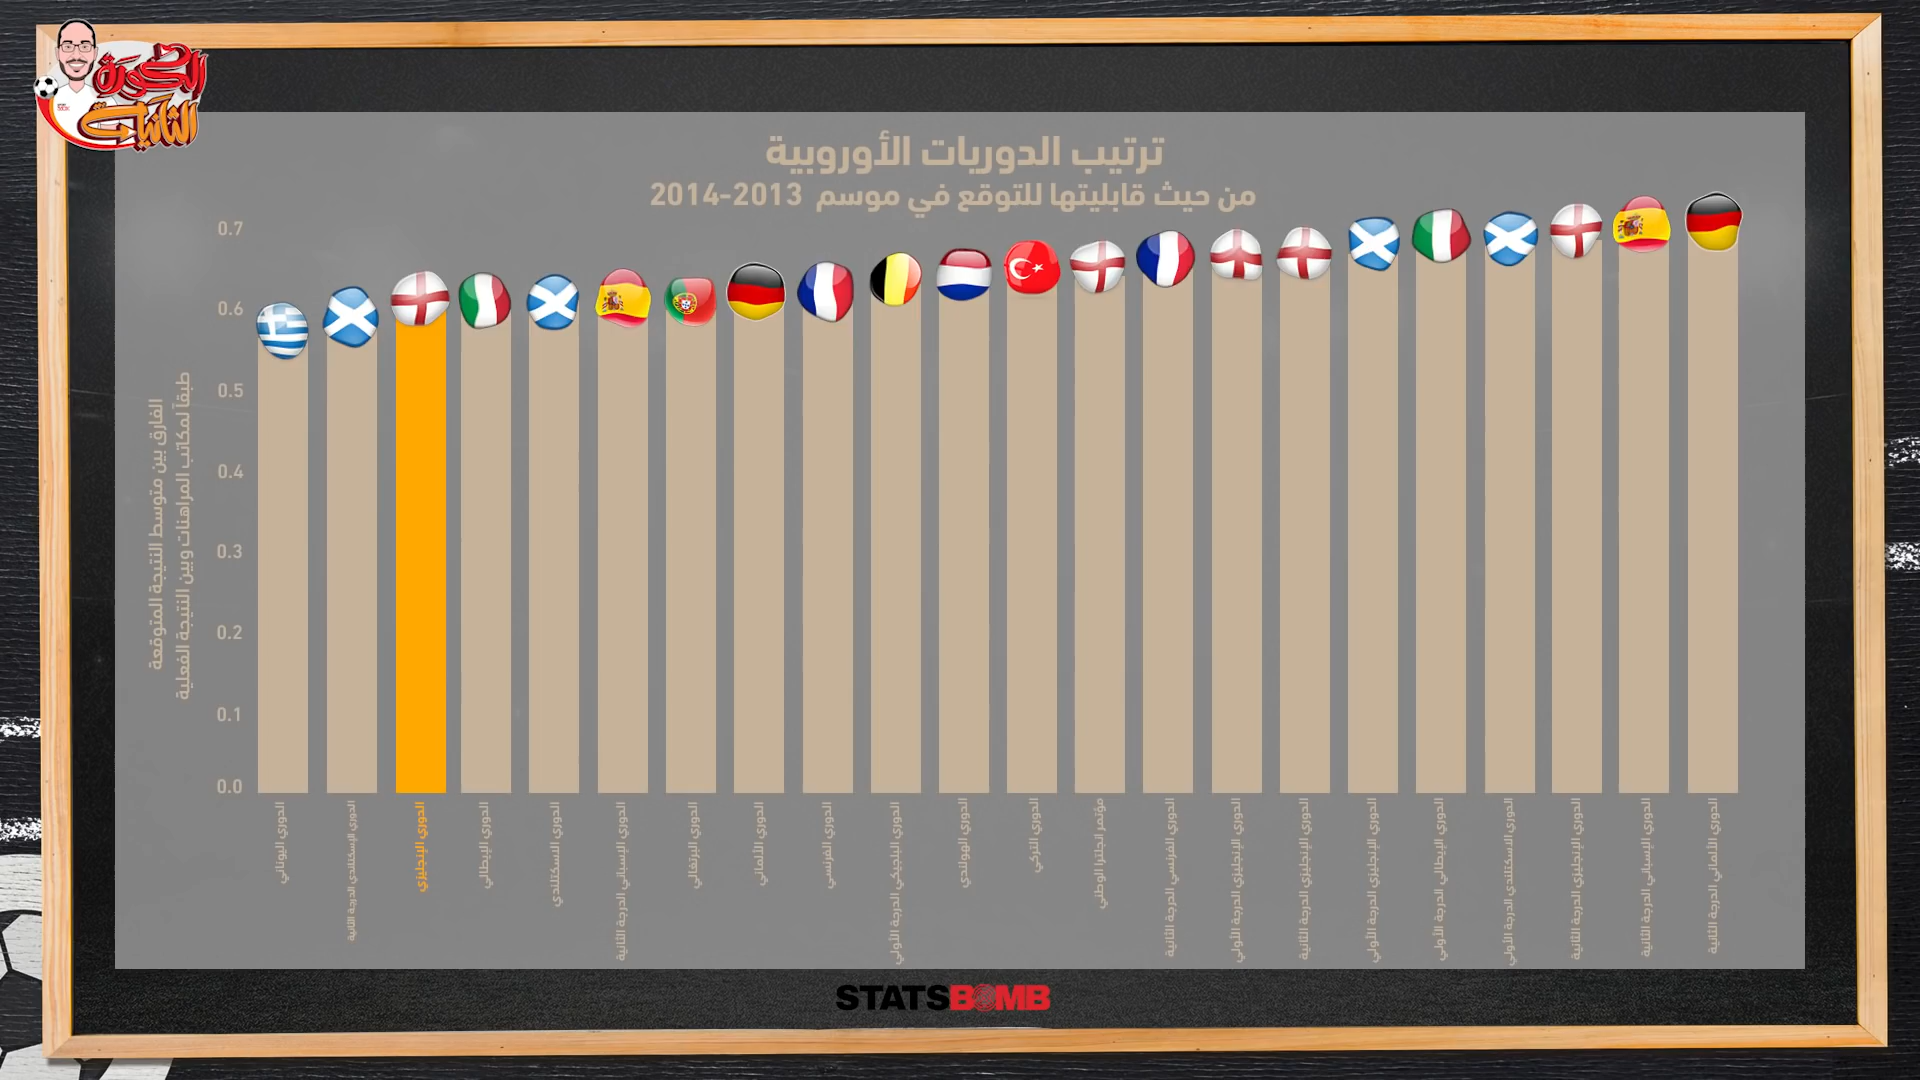 الكورة
الثانية
ترتيب الدوريات الأوروبية
من حيث قابليتها للتوقع في موسم 2013-2014
0.7
0.6
0.5
0.4
0.3
0.2
0.1
0.0
الفارق بين متوسط النتيجة المتوقعة
طبقاً لمكاتب المراهنات وبين النتيجة الفعلية
الدوري اليوناني
الدوري الإسكتلندي الدرجة الثانية
الدوري الإنجليزي
الدوري الإيطالي
الدوري الاسكتلندي
الدوري الإسباني الدرجة الثانية
الدوري البرتغالي
الدوري الألماني
الدوري الفرنسي
الدوري البلجيكي الدرجة الأولى
الدوري الهولندي
الدوري التركي
مؤتمر انجلترا الوطني
الدوري الفرنسي الدرجة الثانية
الدوري الإنجليزي الدرجة الأولى
الدوري الإنجليزي الدرجة الثانية
الدوري الإنجليزي الدرجة الأولى
الدوري الإيطالي الدرجة الأولى
الدوري الاسكتلندي الدرجة الأولى
الدوري الإنجليزي الدرجة الثانية
الدوري الإسباني الدرجة الثانية
الدوري الألماني الدرجة الثانية
STATSBOMB